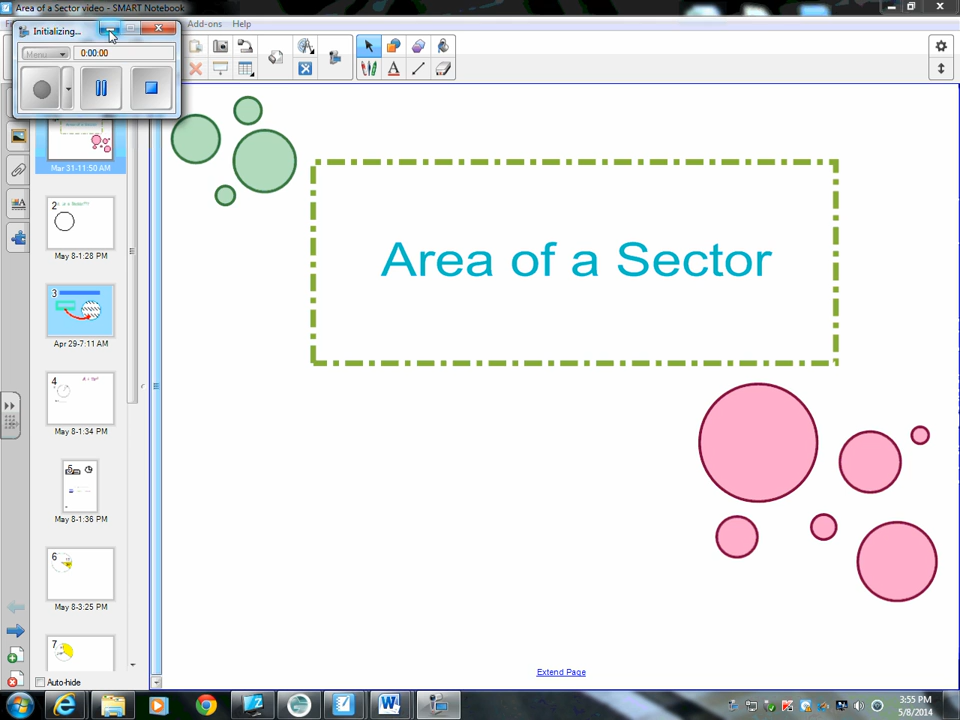 Area of a Sector video - SMART Notebook
Add-ons Help
Initializing...
Menu 0:00:00
Mar 31-11:50 AM
2
May 8-1:28 PM
3
Apr 29-7:11 AM
4
May 8-1:34 PM
5
May 8-1:36 PM
6
May 8-3:25 PM
7
Auto-hide
Area of a Sector
Extend Page
3:55 PM
5/8/2014